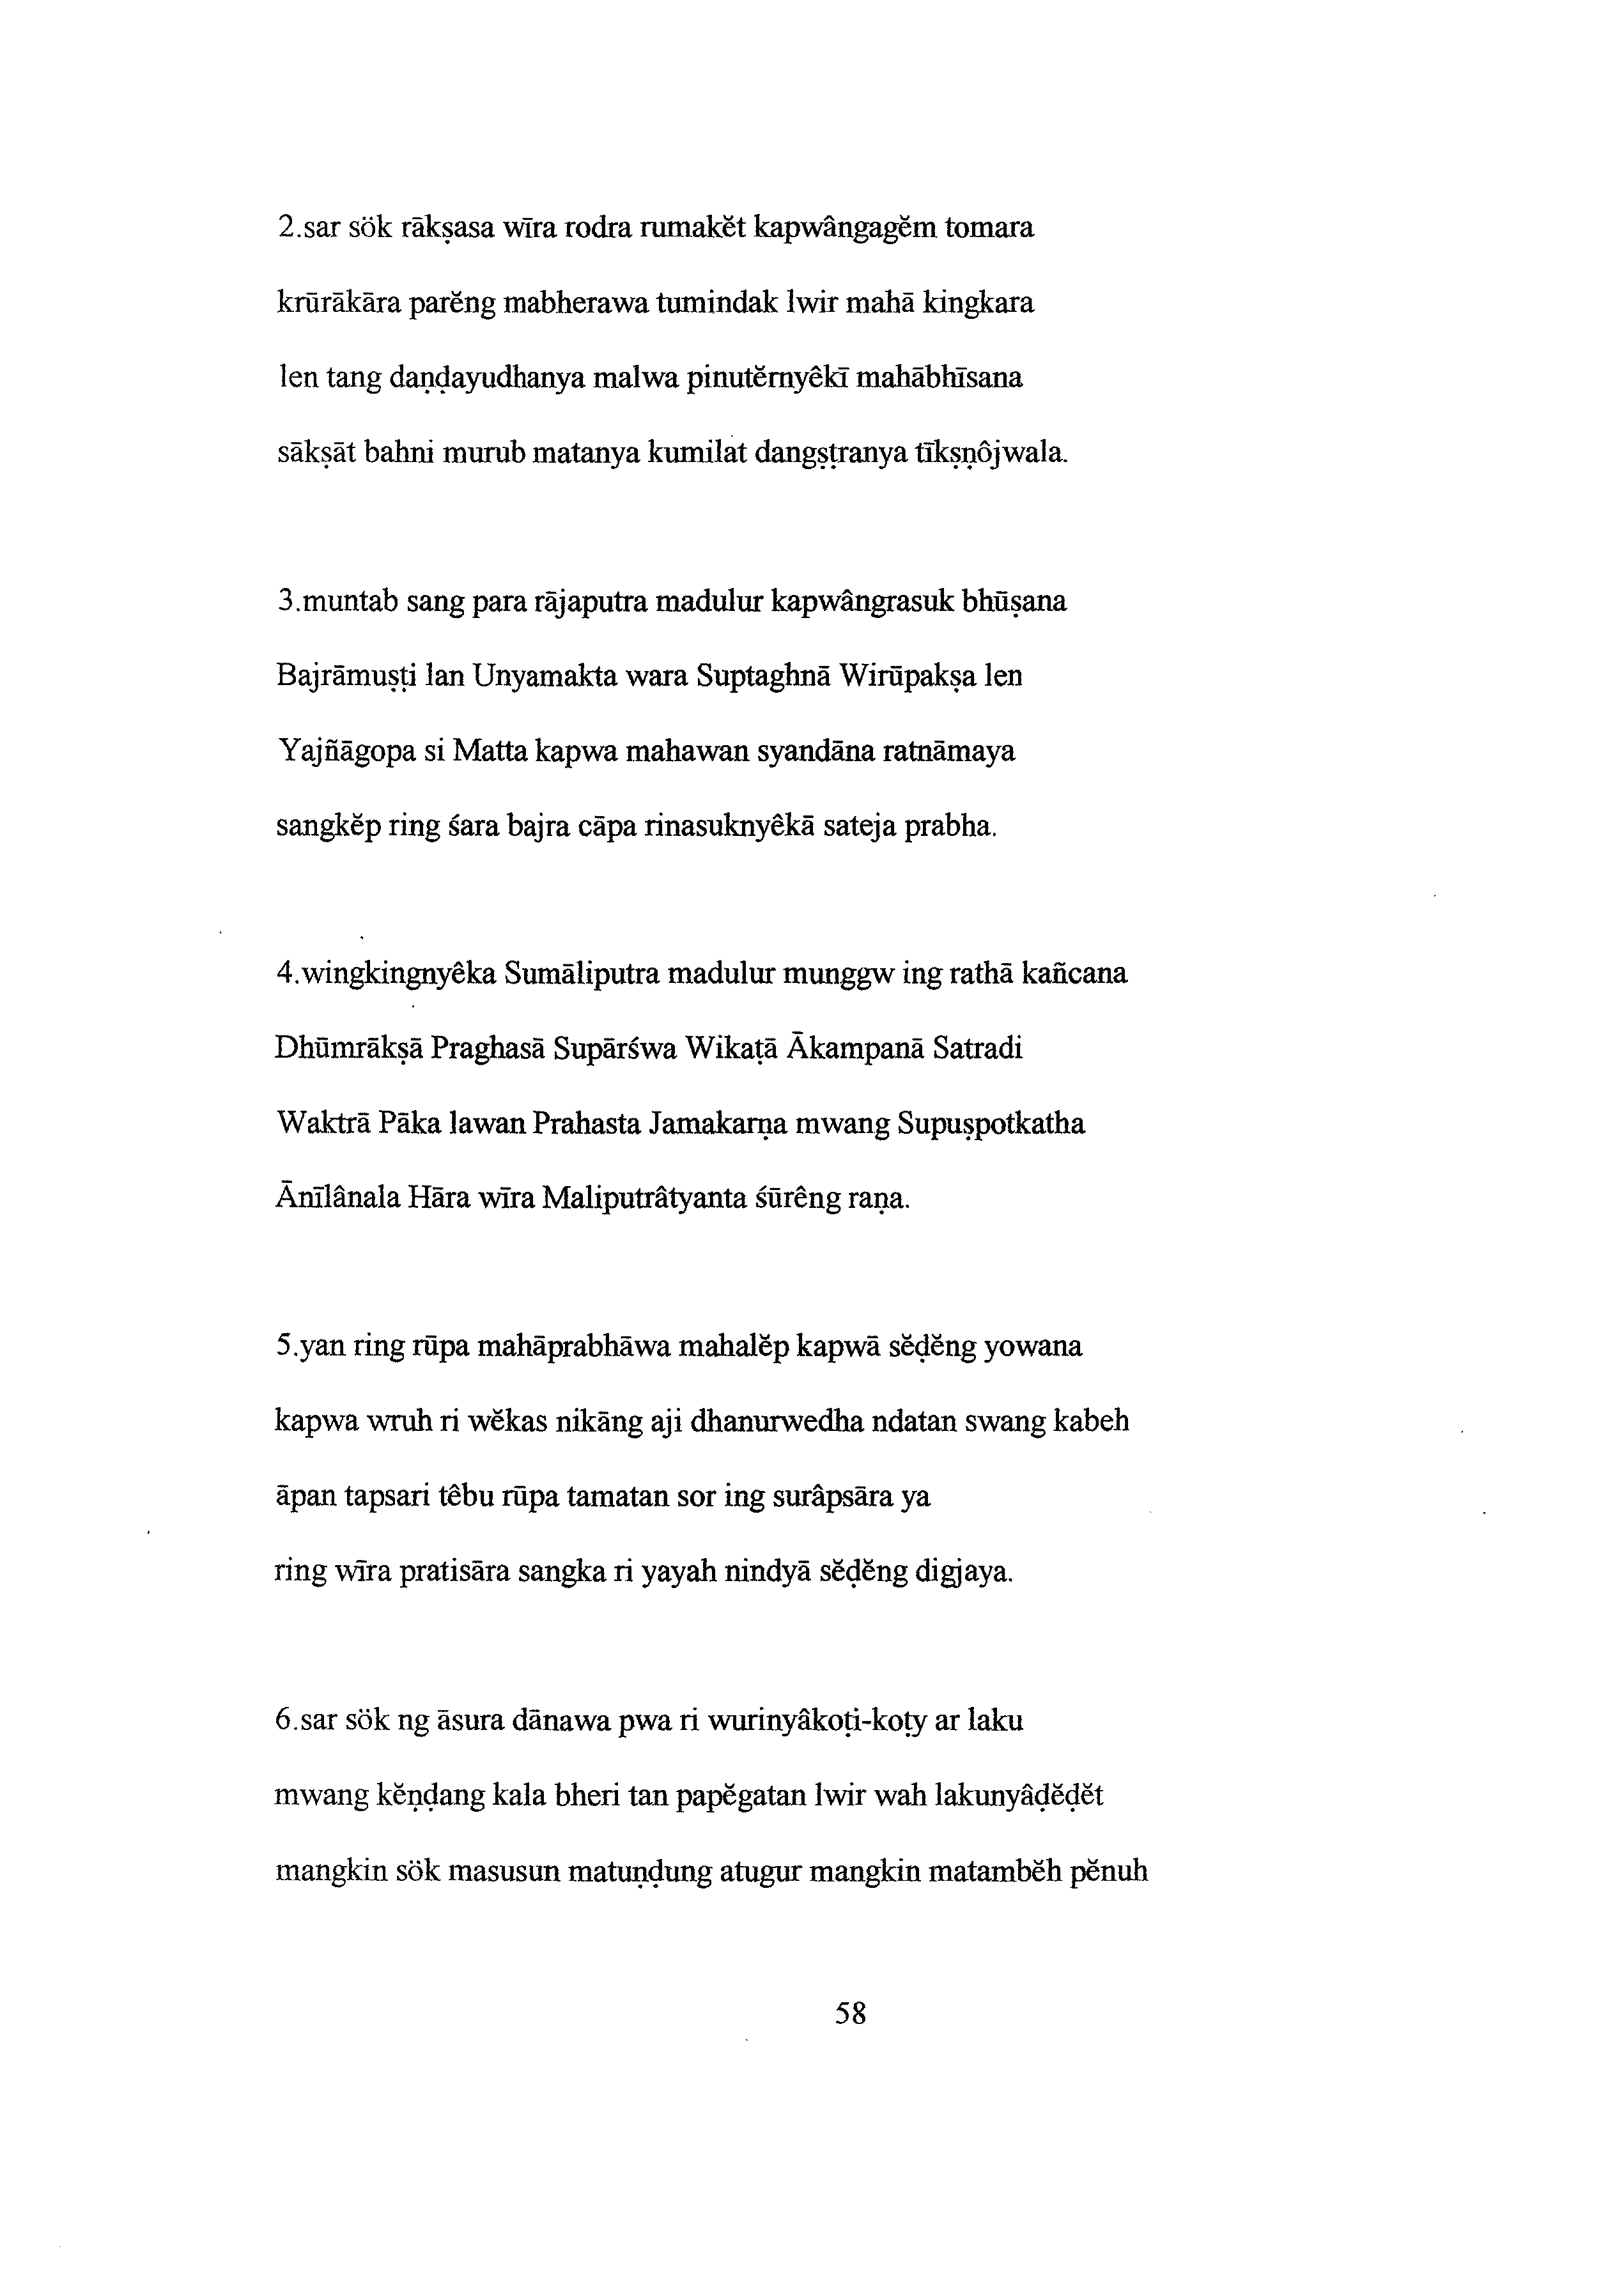 2.sar sök rākṣasa wīra rodra rumakĕt kapwângagĕm tomara
krūrākāra parĕng mabherawa tumindak lwir mahā kingkara
len tang daṇḍayudhanya malwa pinutĕrnyêkī mahābhīsana
sākṣāt bahni murub matanya kumilat dangṣṭranya tīkṣṇôjwala.
3.muntab sang para rājaputra madulur kapwângrasuk bhūṣana
Bajrāmuṣṭi lan Unyamakta wara Suptaghnā Wirūpakṣa len
Yajñāgopa si Matta kapwa mahawan syandāna ratnāmaya
sangkĕp ring śara bajra cāpa rinasuknyêkā sateja prabha.
4.wingkingnyêka Sumāliputra madulur munggw ing rathā kañcana
Dhūmrākṣā Praghasā Supārśwa Wikaṭā Ākampanā Satradi
Waktrā Pāka lawan Prahasta Jamakarṇa mwang Supuṣpotkatha
Ānīlânala Hāra wīra Maliputrâtyanta śūrêng raṇa.
5.yan ring rūpa mahāprabhāwa mahalĕp kapwā sĕḍĕng yowana
kapwa wruh ri wĕkas nikāng aji dhanurwedha ndatan swang kabeh
āpan tapsari têbu rūpa tamatan sor ing surâpsāra ya
ring wīra pratisāra sangka ri yayah nindyā sĕḍĕng digjaya.
6.sar sök ng āsura dānawa pwa ri wurinyâkoṭi-koṭy ar laku
mwang kĕṇḍang kala bheri tan papĕgatan lwir wah lakunyâḍĕḍĕt
mangkin sök masusun matuṇḍung atugur mangkin matambĕh pĕnuh
58